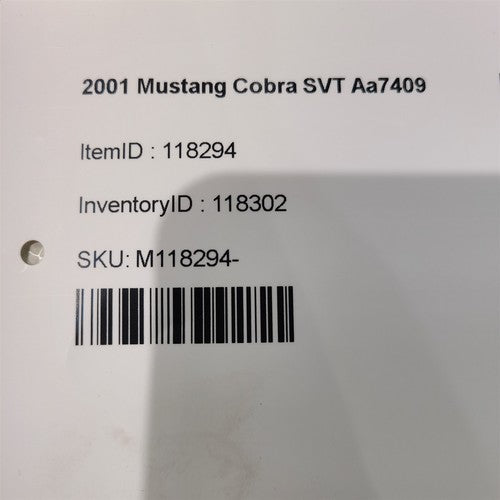 2001 Mustang Cobra SVT Aa7409
ItemID : 118294
InventoryID : 118302
SKU: M118294-